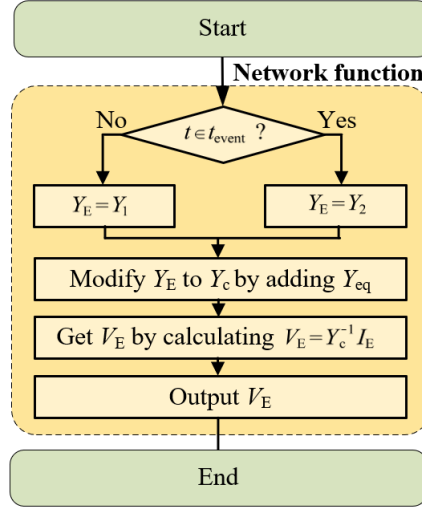 Start
Network function
No
Yes
t ∈ t_event ?
Y_E = Y_1
Y_E = Y_2
Modify Y_E to Y_c by adding Y_eq
Get V_E by calculating V_E = Y_c^{-1} I_E
Output V_E
End